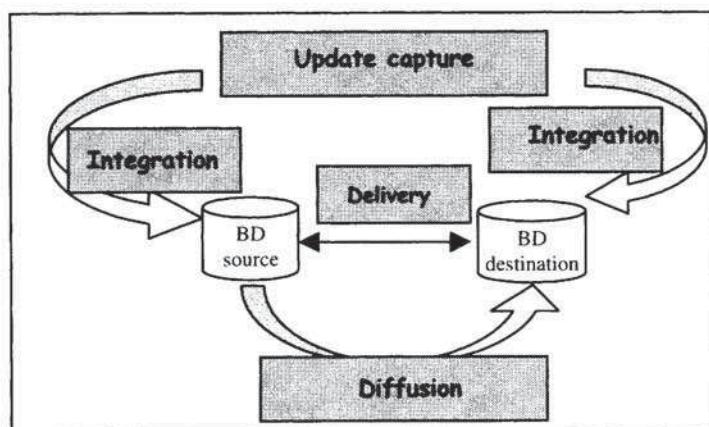 Update capture
Integration
Integration
Delivery
BD
source
BD
destination
Diffusion